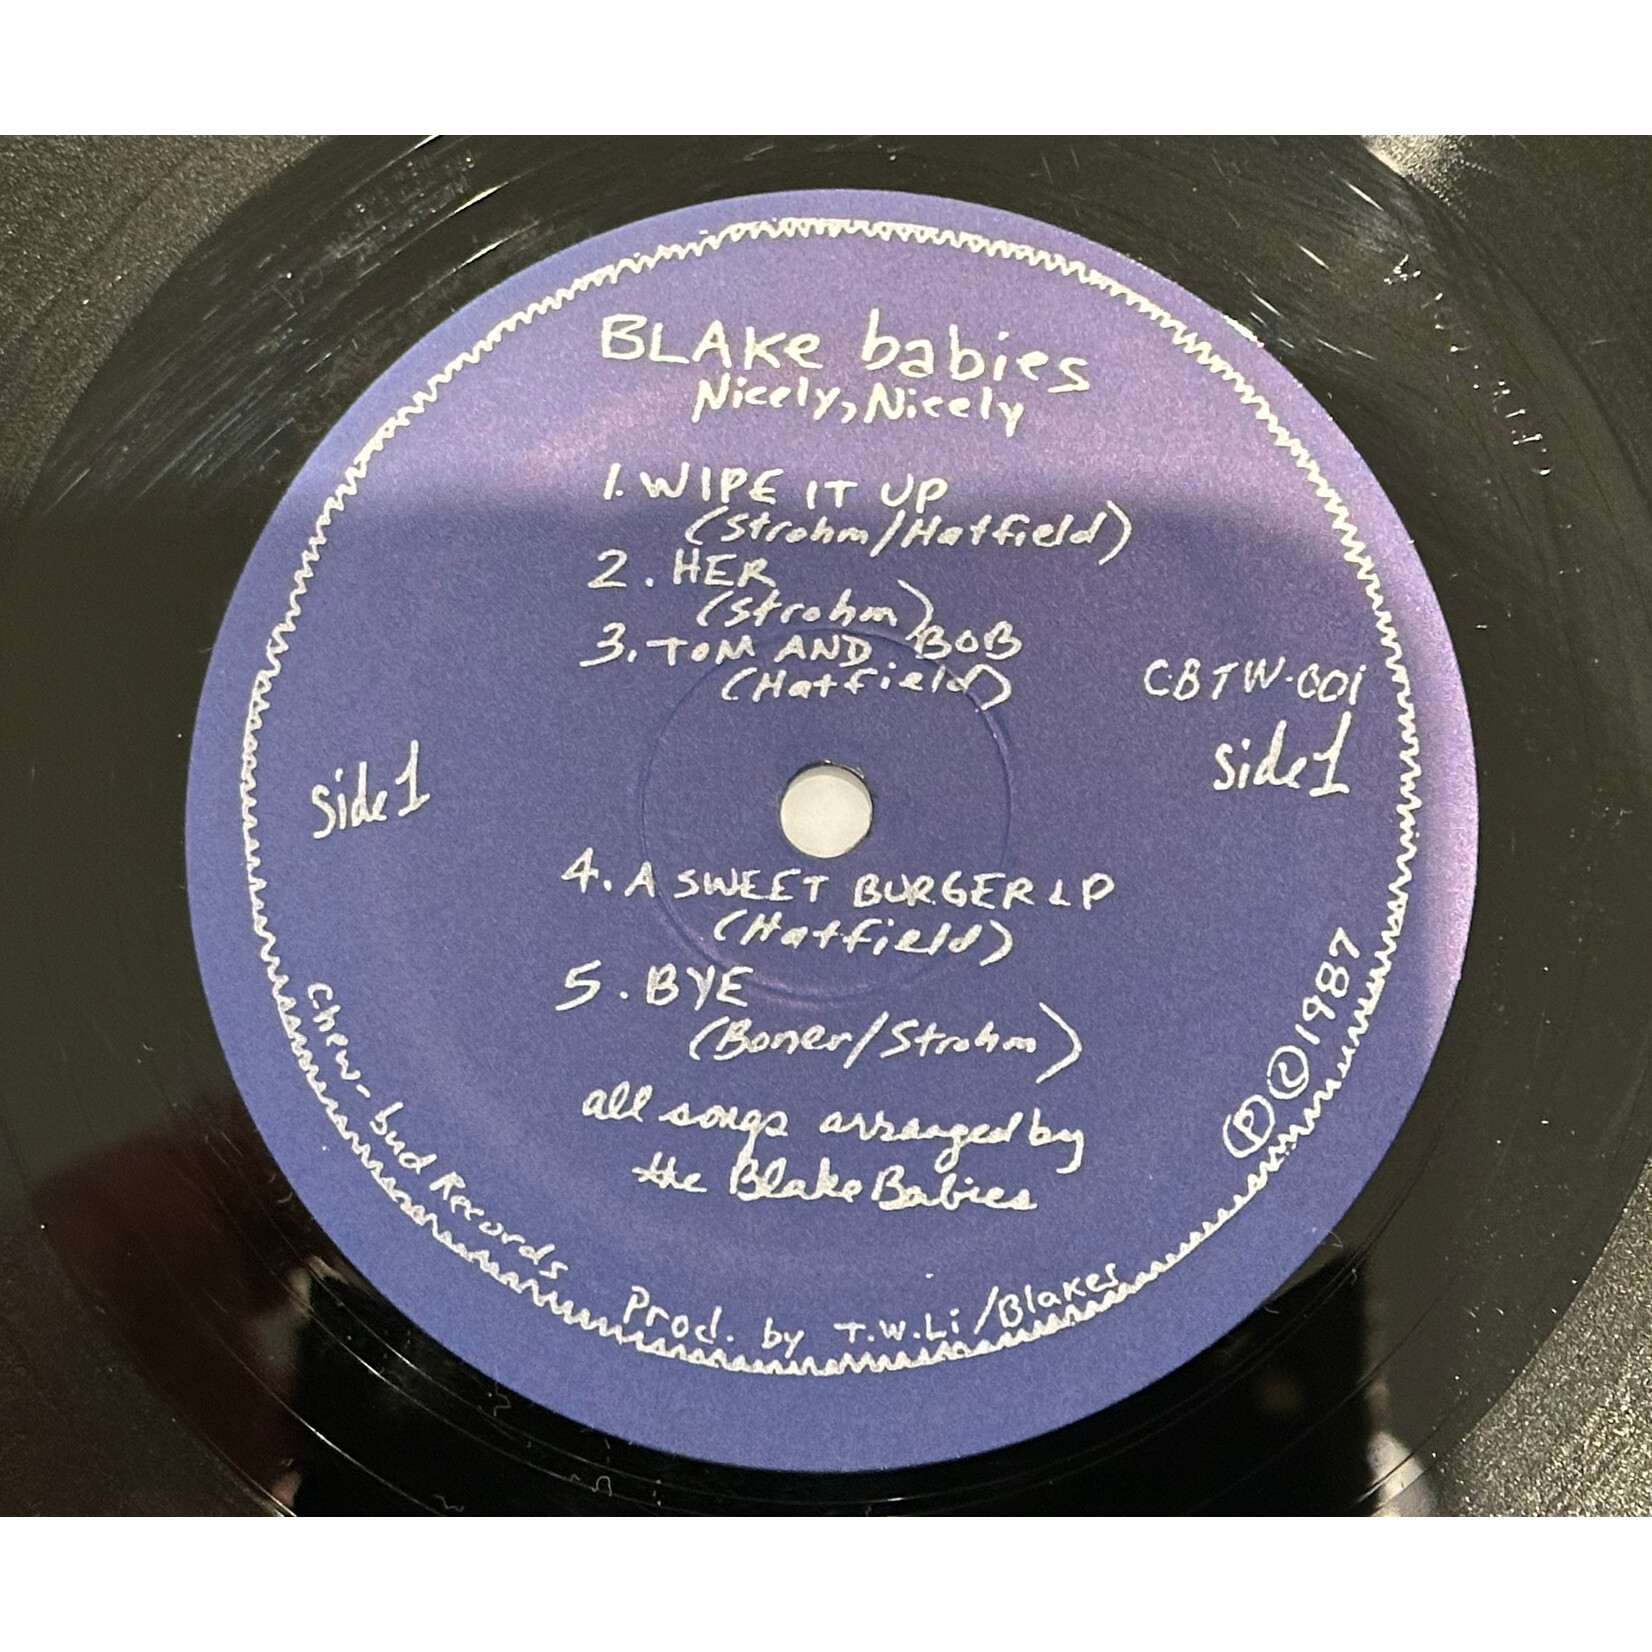 BLAKe babies
Nicely, Nicely
1. WIPE IT UP
(Strohm/Hatfield)
2. HER
(Strohm)
3. TOM AND BOB
(Hatfield)
CBTW-001
side 1
side 1
4. A SWEET BURGER LP
(Hatfield)
5. BYE
(Boner/Strohm)
all songs arranged by
the Blake Babies
Chew-bud Records
Prod. by T.W.Li/Blakes
Ⓟ © 1987